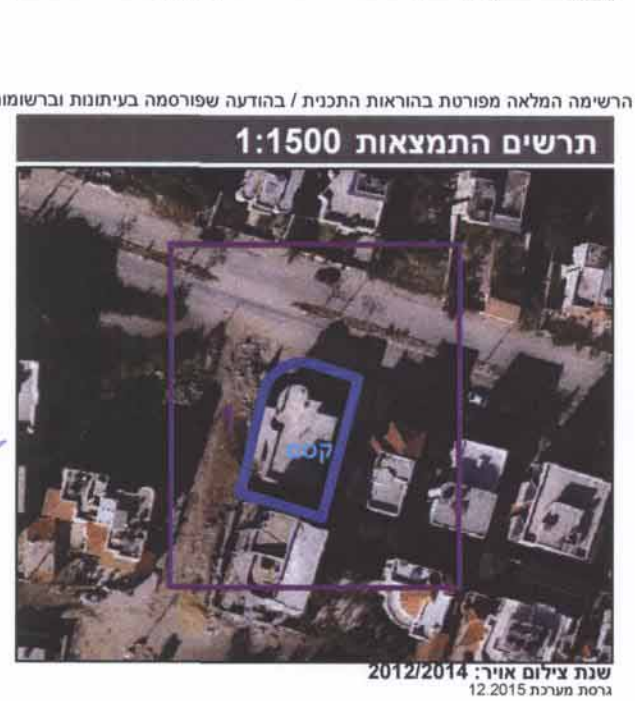 הרשימה המלאה מפורטת בהוראות התכנית / בהודעה שפורסמה בעיתונות וברשומו
תרשים התמצאות 1:1500
קסם
שנת צילום אויר: 2012/2014
גרסת מערכת 12.2015